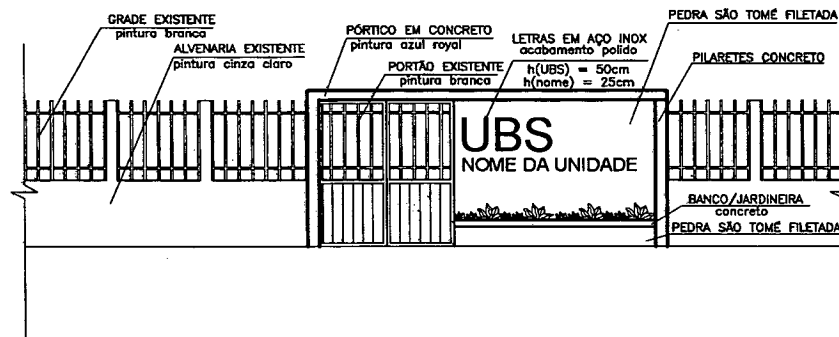 GRADE EXISTENTE
pintura branca
ALVENARIA EXISTENTE
pintura cinza claro
PÓRTICO EM CONCRETO
pintura azul royal
PORTÃO EXISTENTE
pintura branca
LETRAS EM AÇO INOX
acabamento polido
h(UBS) = 50cm
h(nome) = 25cm
PEDRA SÃO TOMÉ FILETADA
PILARETES CONCRETO
UBS
NOME DA UNIDADE
BANCO/JARDINEIRA
concreto
PEDRA SÃO TOMÉ FILETADA